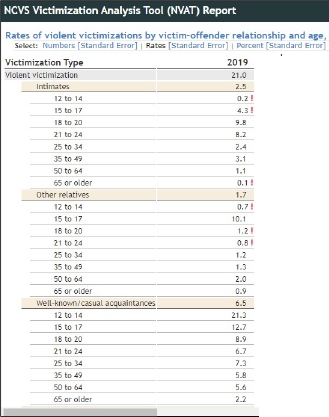 NCVS Victimization Analysis Tool (NVAT) Report
Rates of violent victimizations by victim-offender relationship and age,
Select: Numbers [Standard Error] | Rates [Standard Error] | Percent [Standard Error]
Victimization Type 2019
Violent victimization 21.0
Intimates 2.5
12 to 14 0.2 !
15 to 17 4.3 !
18 to 20 9.8
21 to 24 8.2
25 to 34 2.4
35 to 49 3.1
50 to 64 1.1
65 or older 0.1 !
Other relatives 1.7
12 to 14 0.7 !
15 to 17 10.1
18 to 20 1.2 !
21 to 24 0.8 !
25 to 34 1.2
35 to 49 1.3
50 to 64 2.0
65 or older 0.9
Well-known/casual acquaintances 6.5
12 to 14 21.3
15 to 17 12.7
18 to 20 8.9
21 to 24 6.7
25 to 34 7.3
35 to 49 5.8
50 to 64 5.6
65 or older 2.2